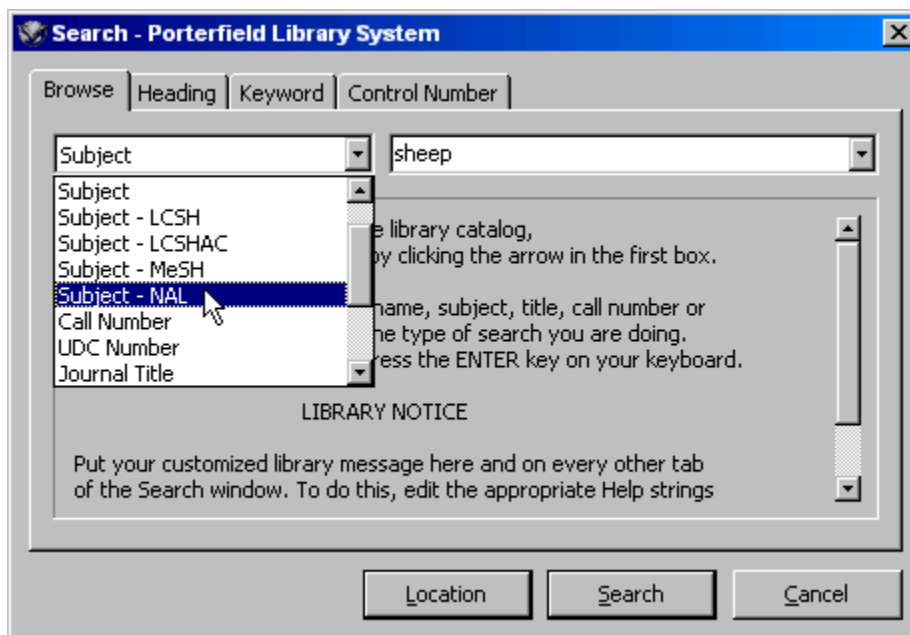 Search - Porterfield Library System
Browse Heading Keyword Control Number
Subject sheep
Subject
Subject - LCSH
Subject - LCSHAC
Subject - MeSH
Subject - NAL
Call Number
UDC Number
Journal Title
library catalog,
by clicking the arrow in the first box.
name, subject, title, call number or
the type of search you are doing.
press the ENTER key on your keyboard.
LIBRARY NOTICE
Put your customized library message here and on every other tab
of the Search window. To do this, edit the appropriate Help strings
Location Search Cancel